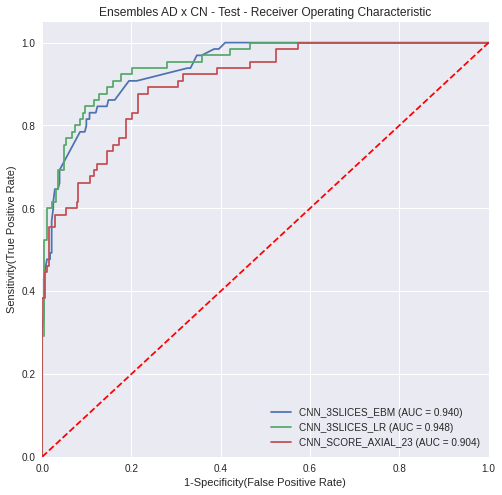 Ensembles AD x CN - Test - Receiver Operating Characteristic
1.0
0.8
0.6
0.4
0.2
0.0
Sensitivity(True Positive Rate)
0.0 0.2 0.4 0.6 0.8 1.0
1-Specificity(False Positive Rate)
CNN_3SLICES_EBM (AUC = 0.940)
CNN_3SLICES_LR (AUC = 0.948)
CNN_SCORE_AXIAL_23 (AUC = 0.904)